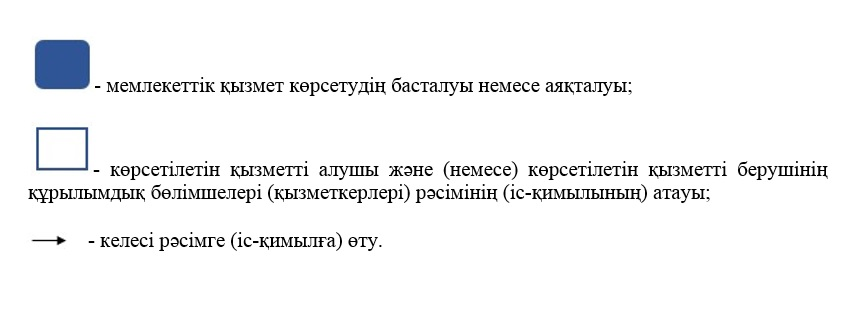 - мемлекеттік қызмет көрсетудің басталуы немесе аяқталуы;
- көрсетілетін қызметті алушы және (немесе) көрсетілетін қызметті берушінің
құрылымдық бөлімшелері (қызметкерлері) рәсімінің (іс-қимылының) атауы;
- келесі рәсімге (іс-қимылға) өту.